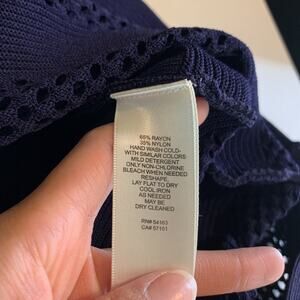 65% RAYON
35% NYLON
HAND WASH COLD-
WITH SIMILAR COLORS
MILD DETERGENT
ONLY NON-CHLORINE
BLEACH WHEN NEEDED
RESHAPE,
LAY FLAT TO DRY
COOL IRON
AS NEEDED
MAY BE
DRY CLEANED
RN# 54163
CA# 57101